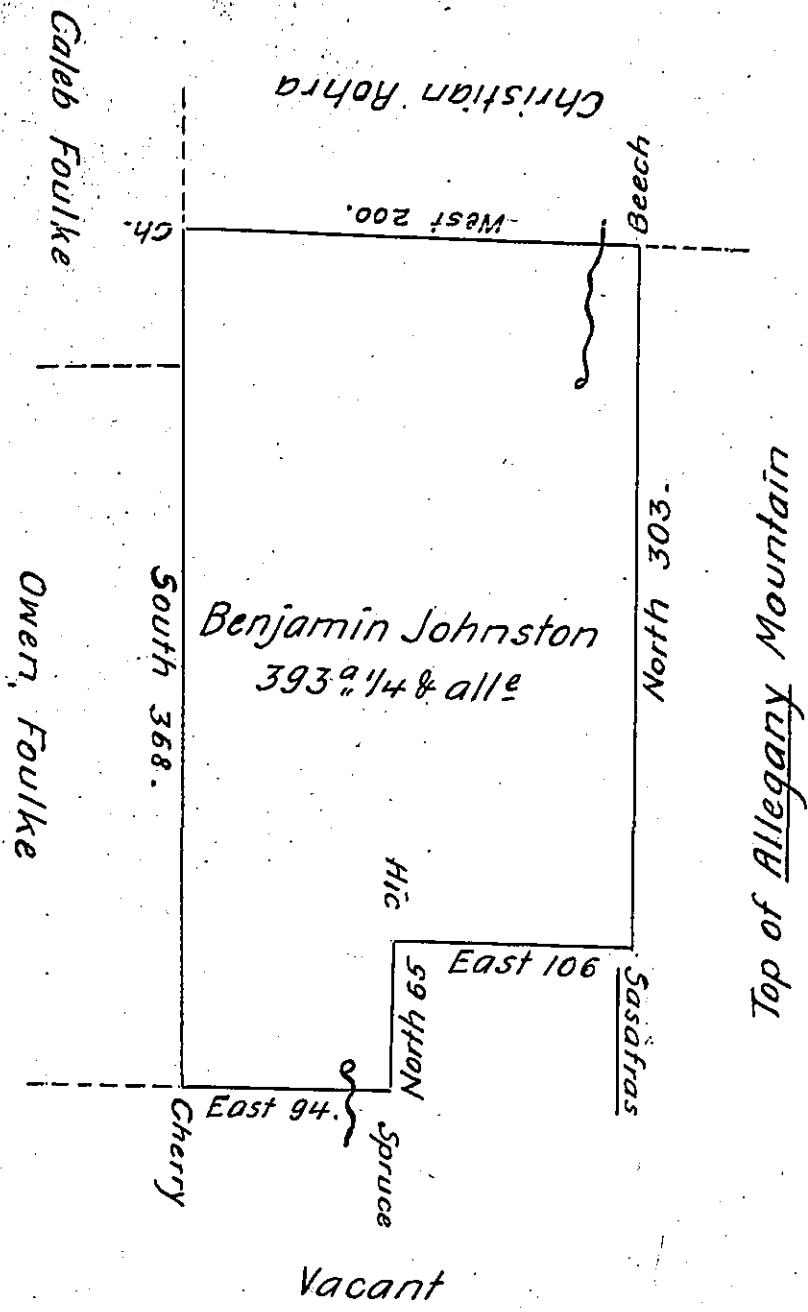 Christian Rohra
Caleb Foulke
Beech
West 200.
Ch.
Top of Allegany Mountain
North 303.
Benjamin Johnston
393 a 1/4 & alle
South 368.
Owen Foulke
Hic
East 106
Sasafras
North 65
East 94.
Spruce
Cherry
Vacant